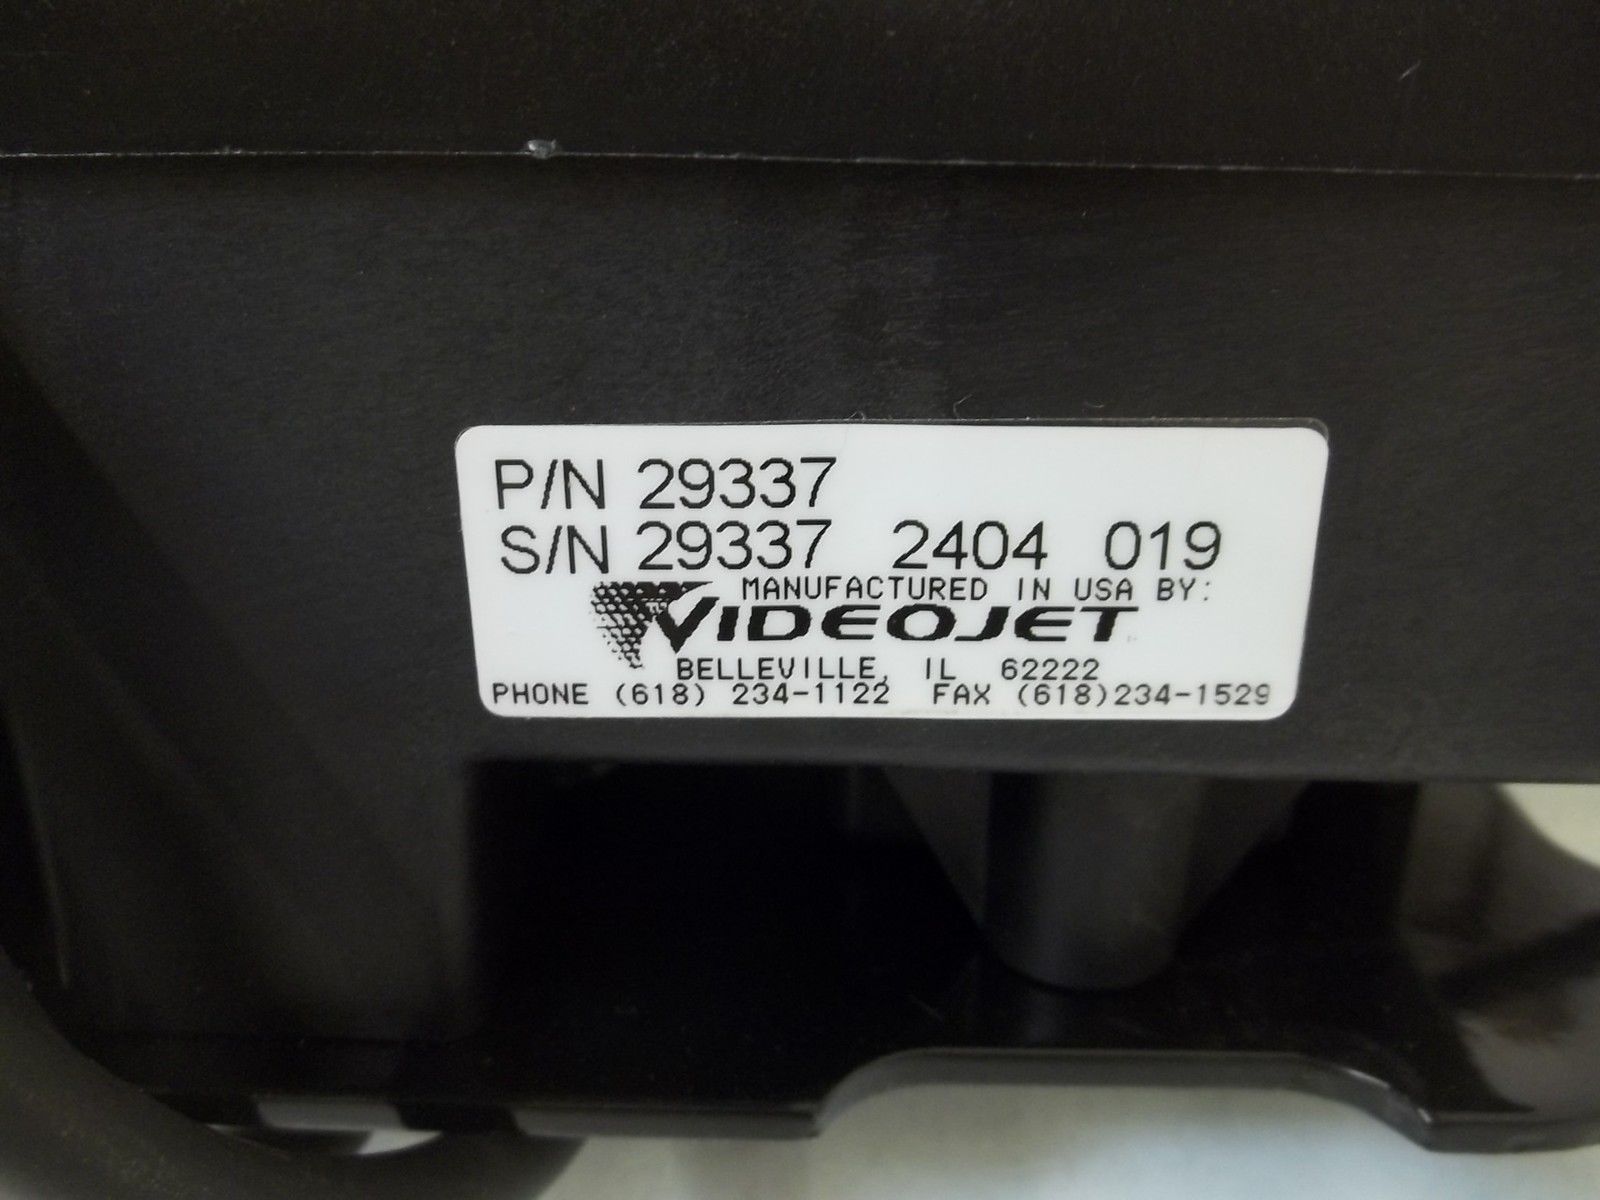 P/N 29337
S/N 29337 2404 019
MANUFACTURED IN USA BY:
VIDEOJET
BELLEVILLE, IL 62222
PHONE (618) 234-1122 FAX (618)234-1529